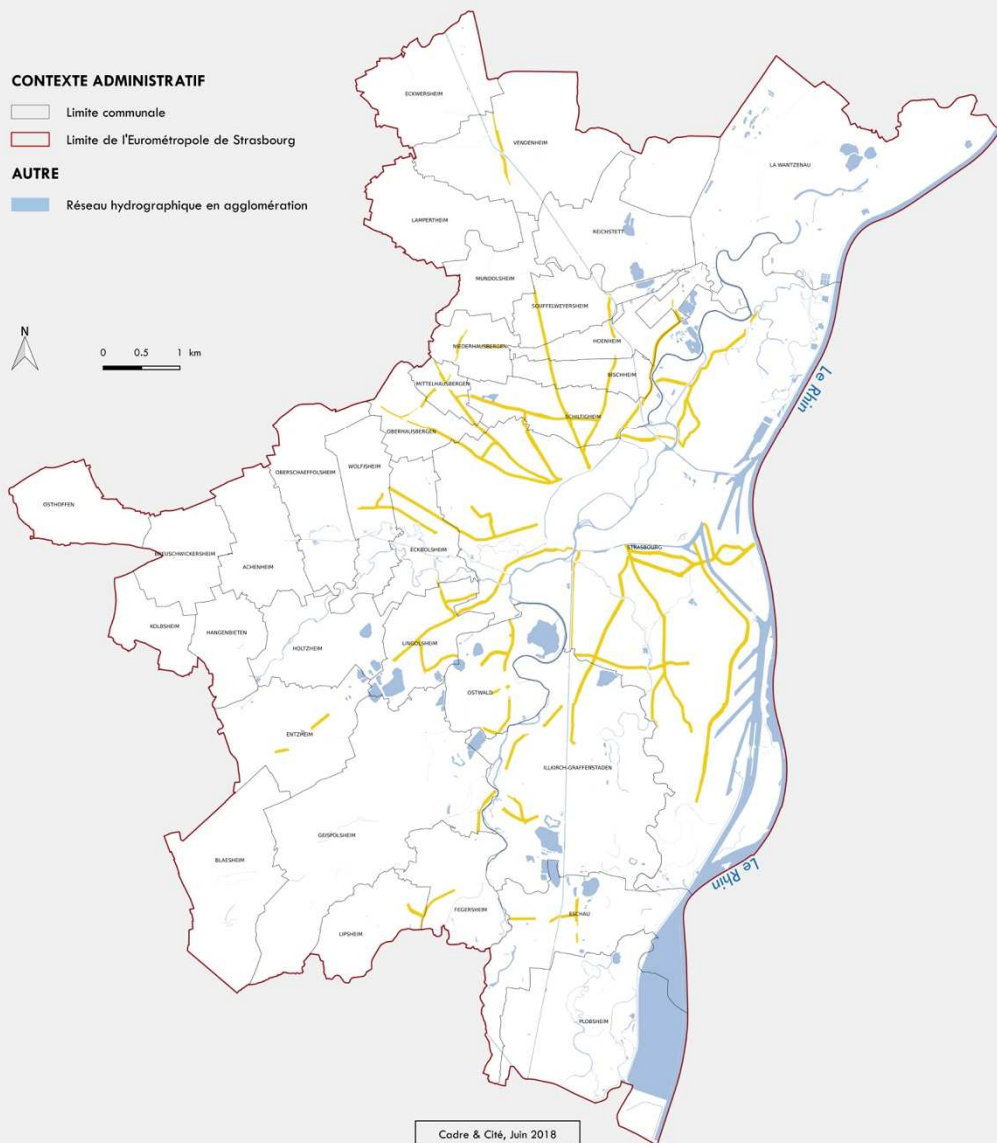 CONTEXTE ADMINISTRATIF
Limite communale
Limite de l'Eurométropole de Strasbourg
AUTRE
Réseau hydrographique en agglomération
N
0 0.5 1 km
ECKWERSHEIM
VENDENHEIM
LA WANTZENAU
LAMPERTHEIM
REICHSTETT
MUNDOLSHEIM
SOUFFELWEYERSHEIM
HOENHEIM
NIEDERHAUSBERGEN
BISCHHEIM
MITTELHAUSBERGEN
Le Rhin
SCHILTIGHEIM
OBERHAUSBERGEN
WOLFISHEIM
OBERSCHAEFFOLSHEIM
OSTHOFFEN
STRASBOURG
ECKBOLSHEIM
BREUSCHWICKERSHEIM
ACHENHEIM
KOLBSHEIM
HANGENBIETEN
LINGOLSHEIM
HOLTZHEIM
OSTWALD
ENTZHEIM
ILLKIRCH-GRAFFENSTADEN
GEISPOLSHEIM
BLAESHEIM
Le Rhin
FEGERSHEIM
ESCHAU
LIPSHEIM
PLOBSHEIM
Cadre & Cité, Juin 2018